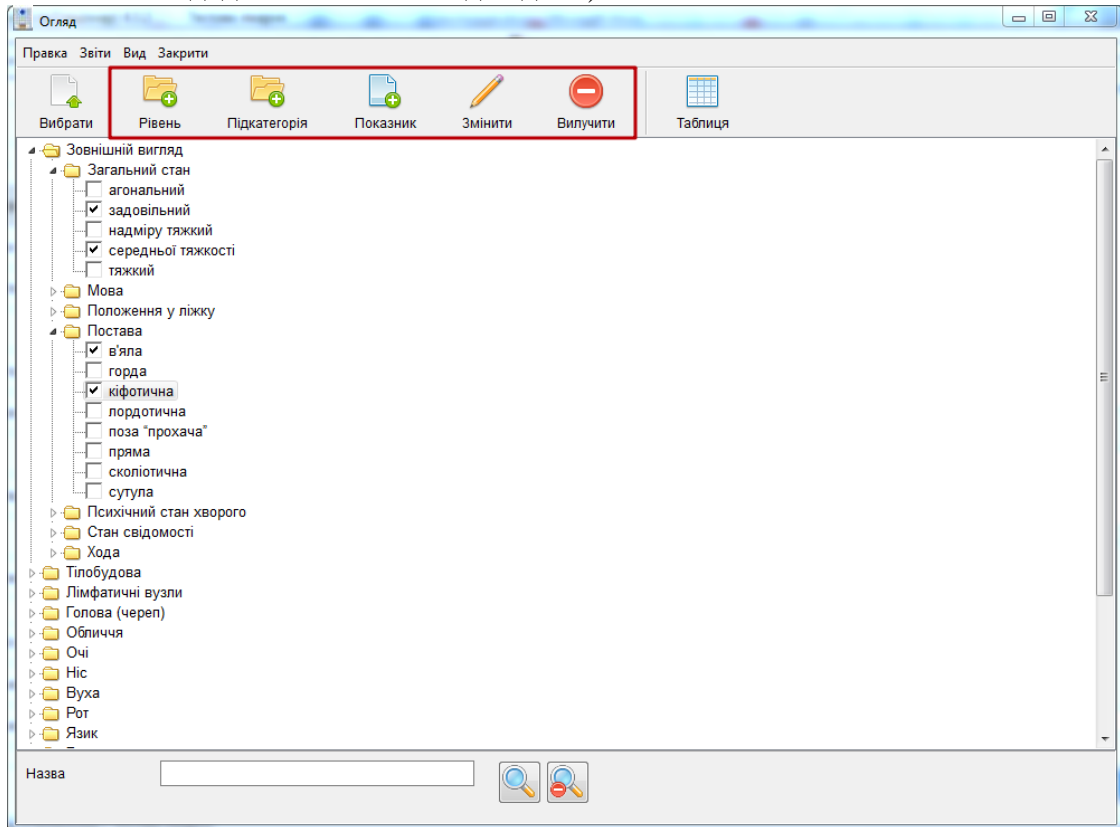 Огляд
Правка Звіти Вид Закрити
Вибрати Рівень Підкатегорія Показник Змінити Вилучити Таблиця
Зовнішній вигляд
Загальний стан
агональний
задовільний
надміру тяжкий
середньої тяжкості
тяжкий
Мова
Положення у ліжку
Постава
в'яла
горда
кіфотична
лордотична
поза “прохача”
пряма
сколіотична
сутула
Психічний стан хворого
Стан свідомості
Хода
Тілобудова
Лімфатичні вузли
Голова (череп)
Обличчя
Очі
Ніс
Вуха
Рот
Язик
Назва